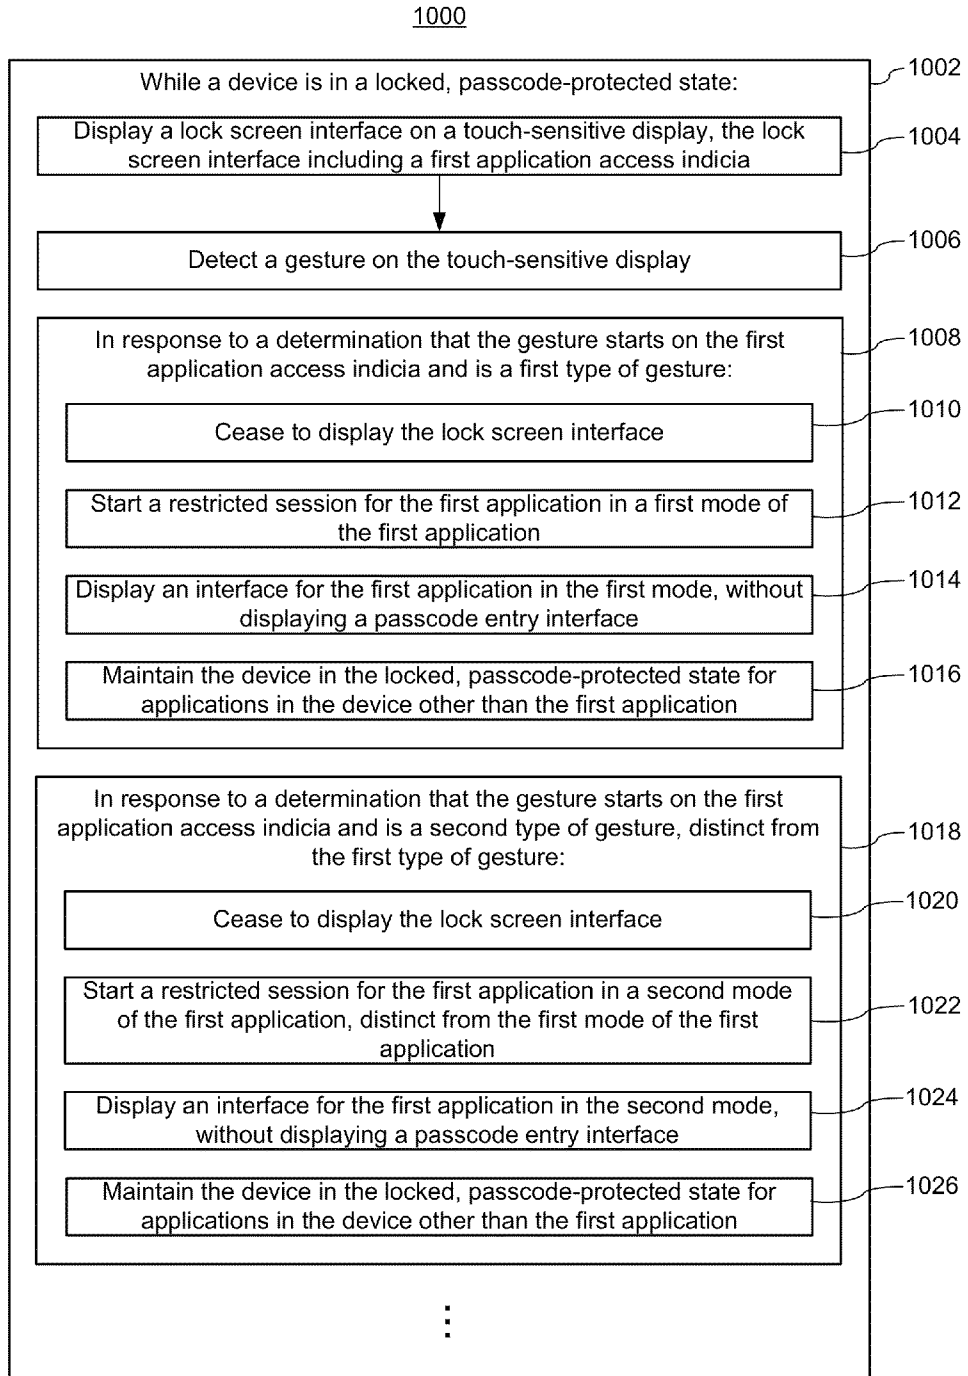 1000
While a device is in a locked, passcode-protected state:
1002
Display a lock screen interface on a touch-sensitive display, the lock
screen interface including a first application access indicia
1004
Detect a gesture on the touch-sensitive display
1006
In response to a determination that the gesture starts on the first
application access indicia and is a first type of gesture:
1008
Cease to display the lock screen interface
1010
Start a restricted session for the first application in a first mode of
the first application
1012
Display an interface for the first application in the first mode, without
displaying a passcode entry interface
1014
Maintain the device in the locked, passcode-protected state for
applications in the device other than the first application
1016
In response to a determination that the gesture starts on the first
application access indicia and is a second type of gesture, distinct from
the first type of gesture:
1018
Cease to display the lock screen interface
1020
Start a restricted session for the first application in a second mode
of the first application, distinct from the first mode of the first
application
1022
Display an interface for the first application in the second mode,
without displaying a passcode entry interface
1024
Maintain the device in the locked, passcode-protected state for
applications in the device other than the first application
1026